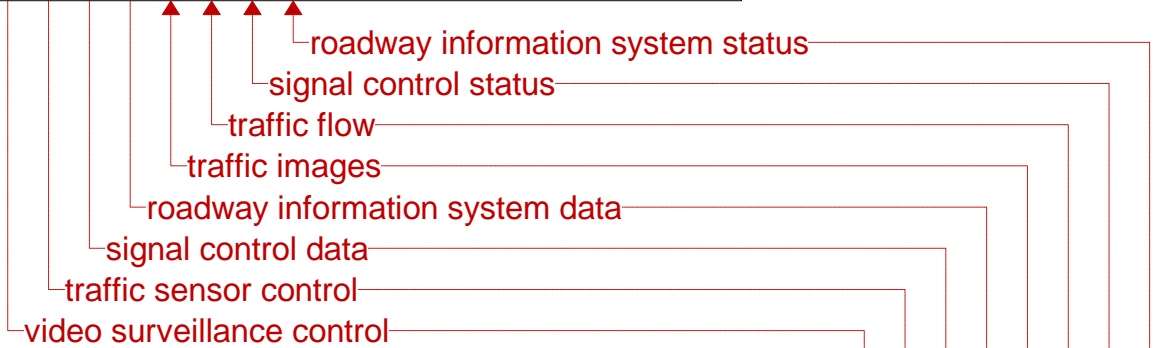 roadway information system status
signal control status
traffic flow
traffic images
roadway information system data
signal control data
traffic sensor control
video surveillance control